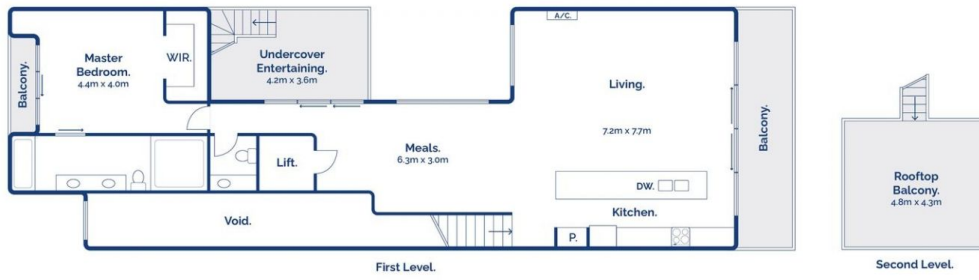 Balcony.
Master
Bedroom.
4.4m x 4.0m
WIR.
Undercover
Entertaining.
4.2m x 3.6m
A/C.
Living.
7.2m x 7.7m
Balcony.
Lift.
Meals.
6.3m x 3.0m
DW.
Kitchen.
P.
Void.
First Level.
Rooftop
Balcony.
4.8m x 4.3m
Second Level.